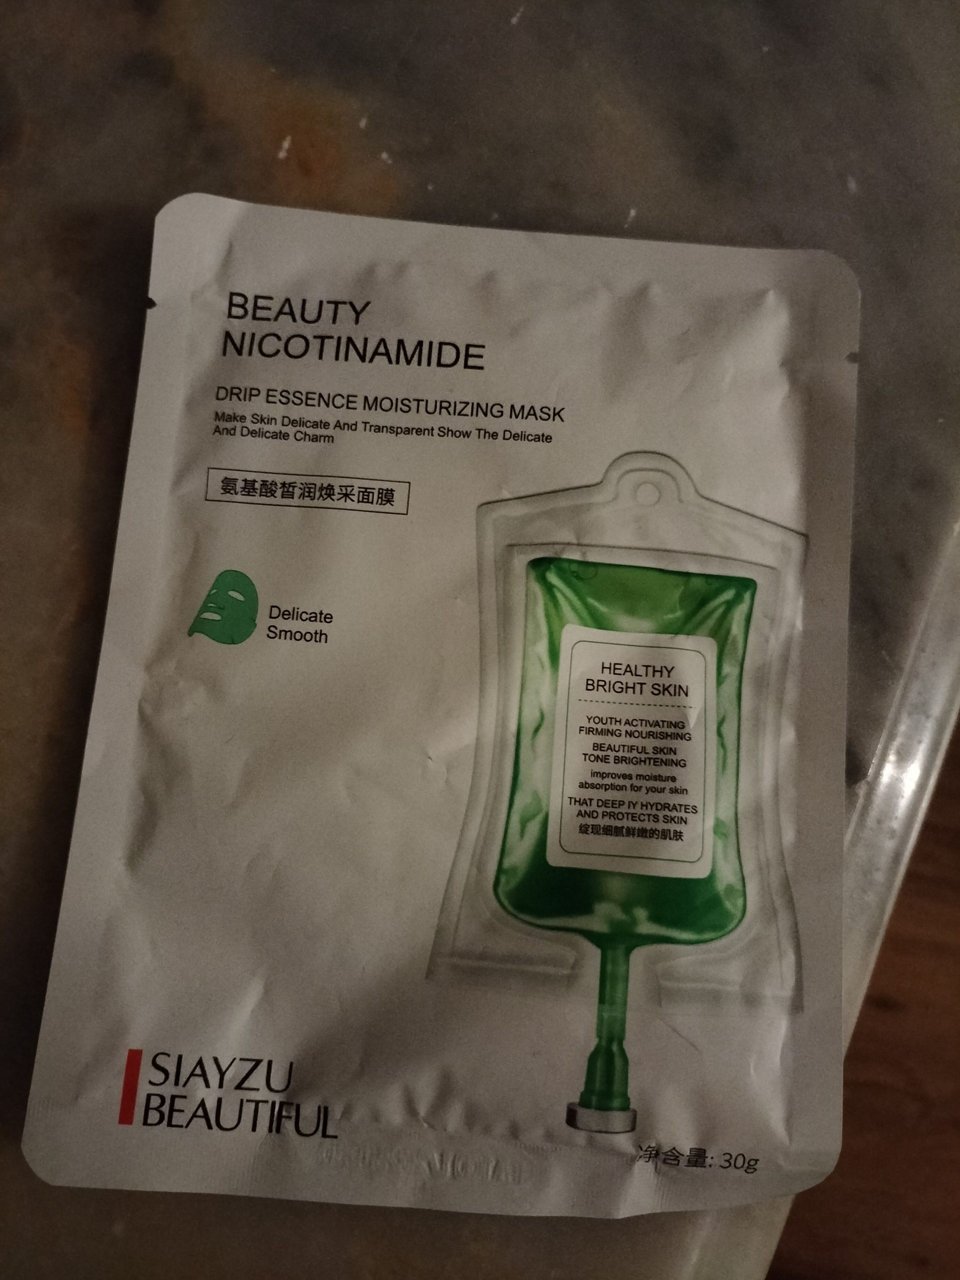 BEAUTY
NICOTINAMIDE
DRIP ESSENCE MOISTURIZING MASK
Make Skin Delicate And Transparent Show The Delicate
And Delicate Charm
氨基酸皙润焕采面膜
Delicate
Smooth
HEALTHY
BRIGHT SKIN
YOUTH ACTIVATING
FIRMING NOURISHING
BEAUTIFUL SKIN
TONE BRIGHTENING
improves moisture
absorption for your skin
THAT DEEP IY HYDRATES
AND PROTECTS SKIN
绽现细腻鲜嫩的肌肤
SIAYZU
BEAUTIFUL
净含量: 30g